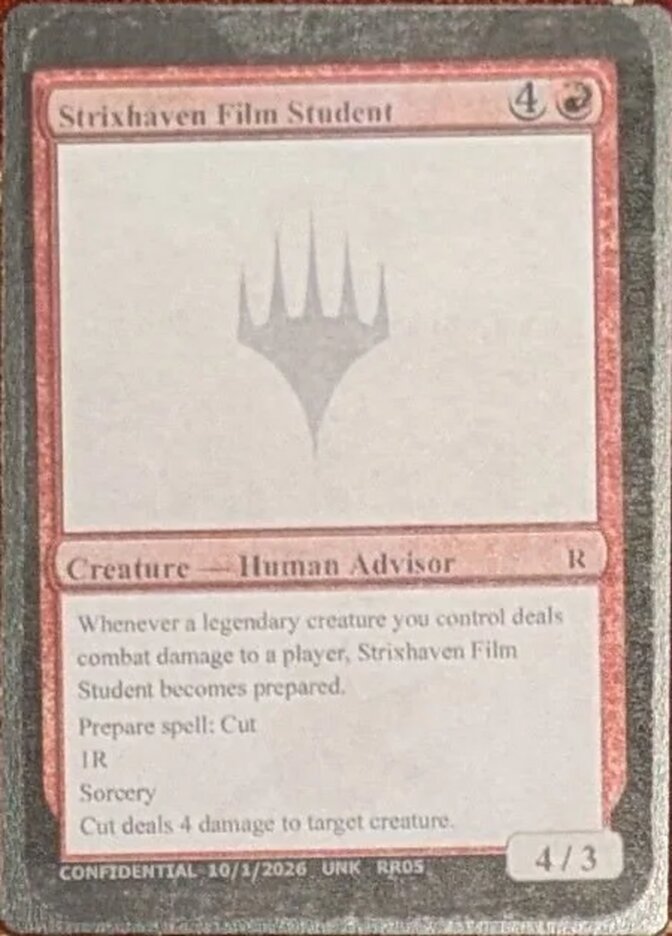 Strixhaven Film Student 4
Creature — Human Advisor R
Whenever a legendary creature you control deals
combat damage to a player, Strixhaven Film
Student becomes prepared.
Prepare spell: Cut
1R
Sorcery
Cut deals 4 damage to target creature.
4 / 3
CONFIDENTIAL 10/1/2026 UNK RR05